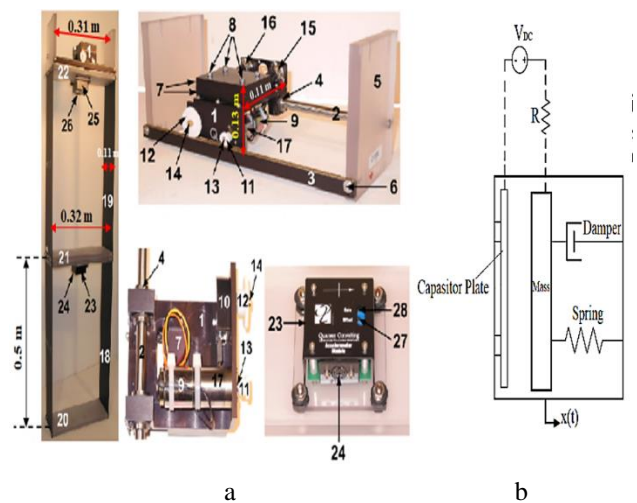 0.31 m
22
26
25
0.11 m
19
0.32 m
21
24
23
0.5 m
18
20
8
16
15
7
4
5
0.11 m
1
2
0.13 m
9
12
17
14
13
11
3
6
4
14
10
12
1
2
7
13
9
17
11
23
28
27
Quanser Consulting
24
a
V_DC
R
Capasitor
Plate
Mass
Damper
Spring
x(t)
b